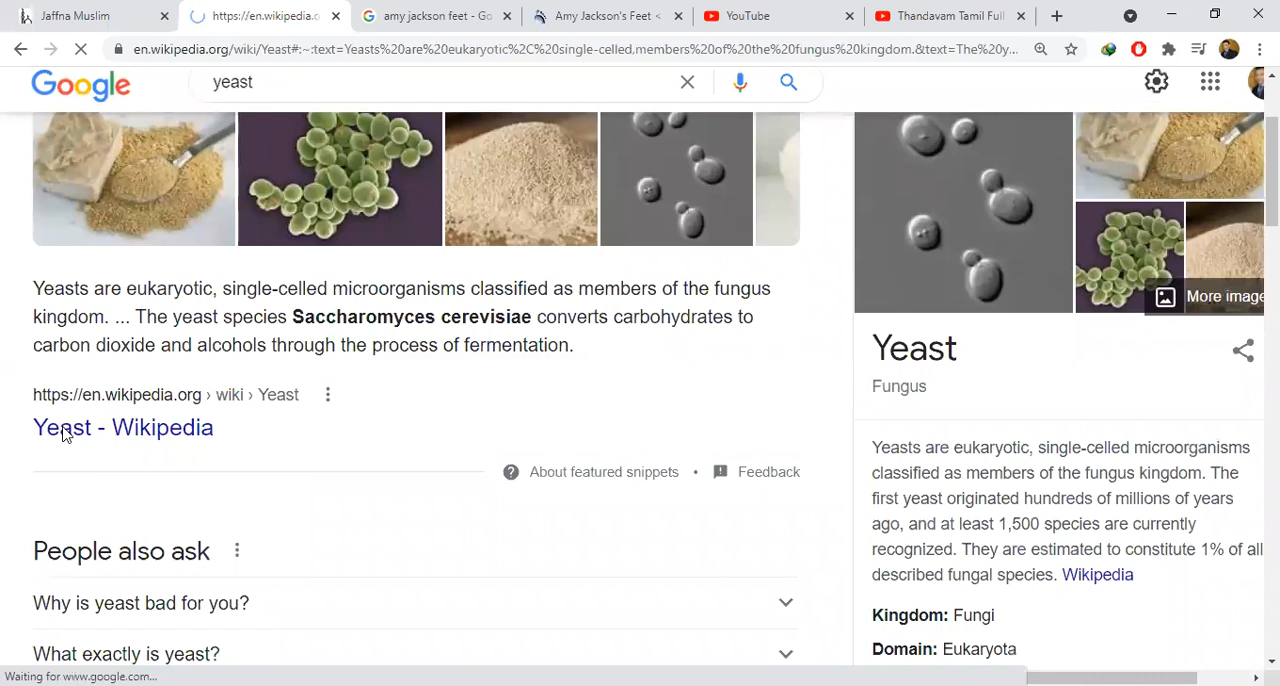 Jaffna Muslim
https://en.wikipedia.o
amy jackson feet - Go
Amy Jackson's Feet <
YouTube
Thandavam Tamil Full
en.wikipedia.org/wiki/Yeast#:~:text=Yeasts%20are%20eukaryotic%2C%20single-celled,members%20of%20the%20fungus%20kingdom.&text=The%20y...
Google
yeast
Yeasts are eukaryotic, single-celled microorganisms classified as members of the fungus
kingdom. ... The yeast species Saccharomyces cerevisiae converts carbohydrates to
carbon dioxide and alcohols through the process of fermentation.
https://en.wikipedia.org › wiki › Yeast
Yeast - Wikipedia
About featured snippets • Feedback
People also ask
Why is yeast bad for you?
What exactly is yeast?
More image
Yeast
Fungus
Yeasts are eukaryotic, single-celled microorganisms
classified as members of the fungus kingdom. The
first yeast originated hundreds of millions of years
ago, and at least 1,500 species are currently
recognized. They are estimated to constitute 1% of all
described fungal species. Wikipedia
Kingdom: Fungi
Domain: Eukaryota
Waiting for www.google.com...